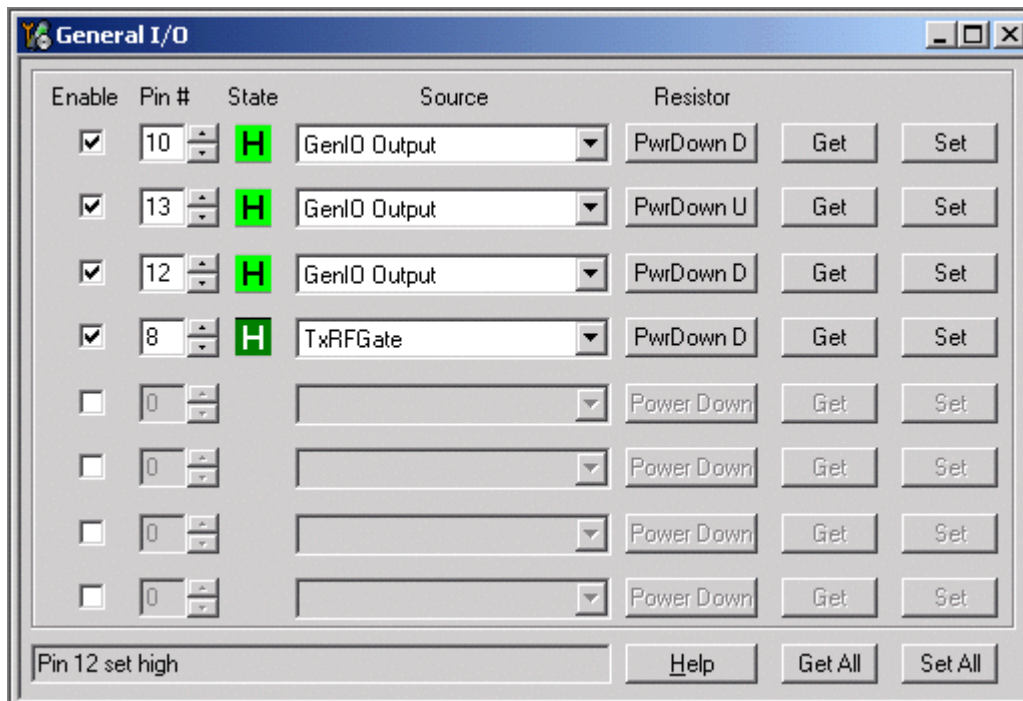 General I/O
Enable Pin # State Source Resistor
10 H GenIO Output PwrDown D Get Set
13 H GenIO Output PwrDown U Get Set
12 H GenIO Output PwrDown D Get Set
8 H TxRFGate PwrDown D Get Set
0 Power Down Get Set
0 Power Down Get Set
0 Power Down Get Set
0 Power Down Get Set
Pin 12 set high Help Get All Set All